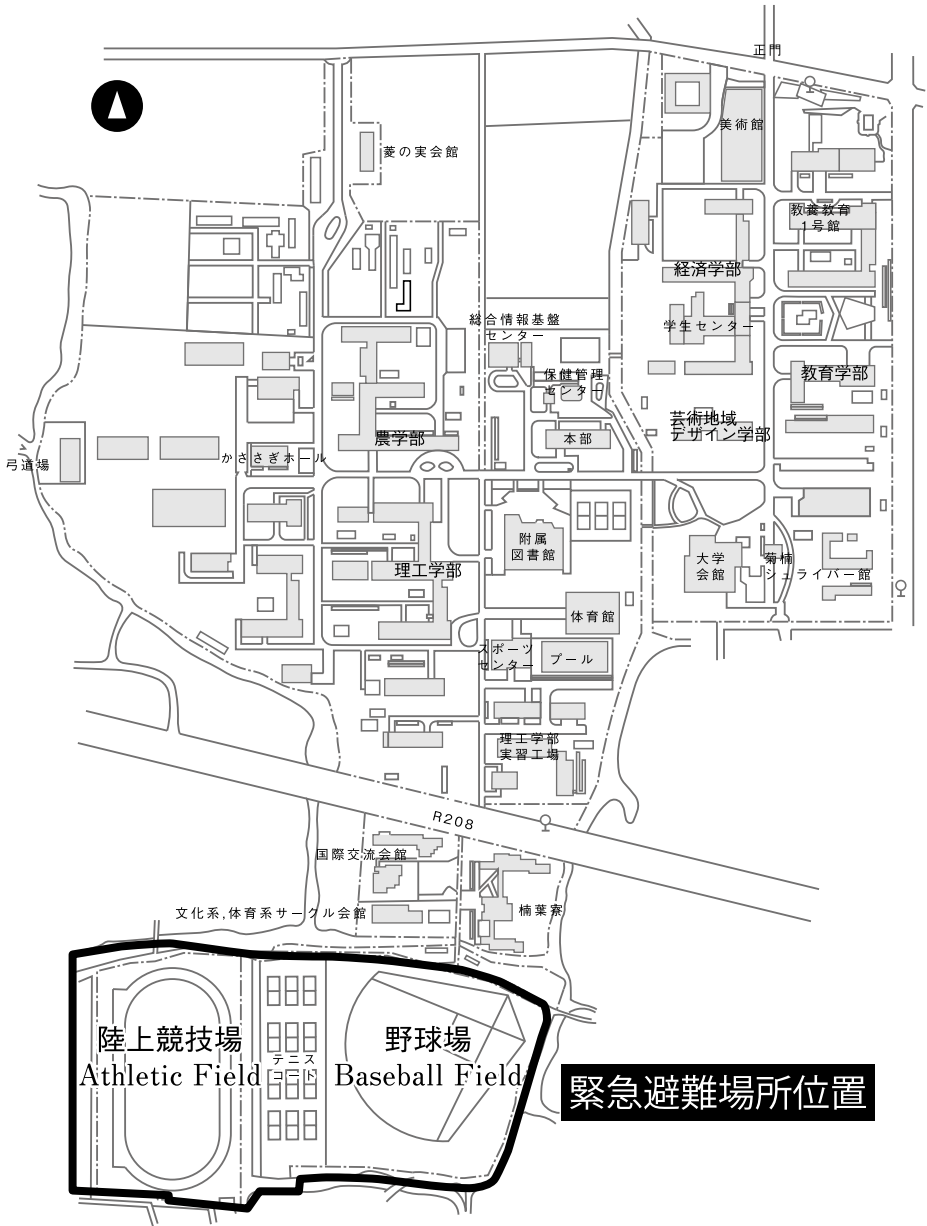 正門
美術館
菱の実会館
教養教育
1号館
経済学部
総合情報基盤
センター
学生センター
保健管理
センター
教育学部
芸術地域
デザイン学部
農学部
本部
かささぎホール
弓道場
附属
図書館
大学
会館
菊楠
シュライバー館
理工学部
体育館
スポーツ
センター
プール
理工学部
実習工場
R208
国際交流会館
文化系,体育系サークル会館
楠葉寮
陸上競技場
Athletic Field
テニス
コート
野球場
Baseball Field
緊急避難場所位置